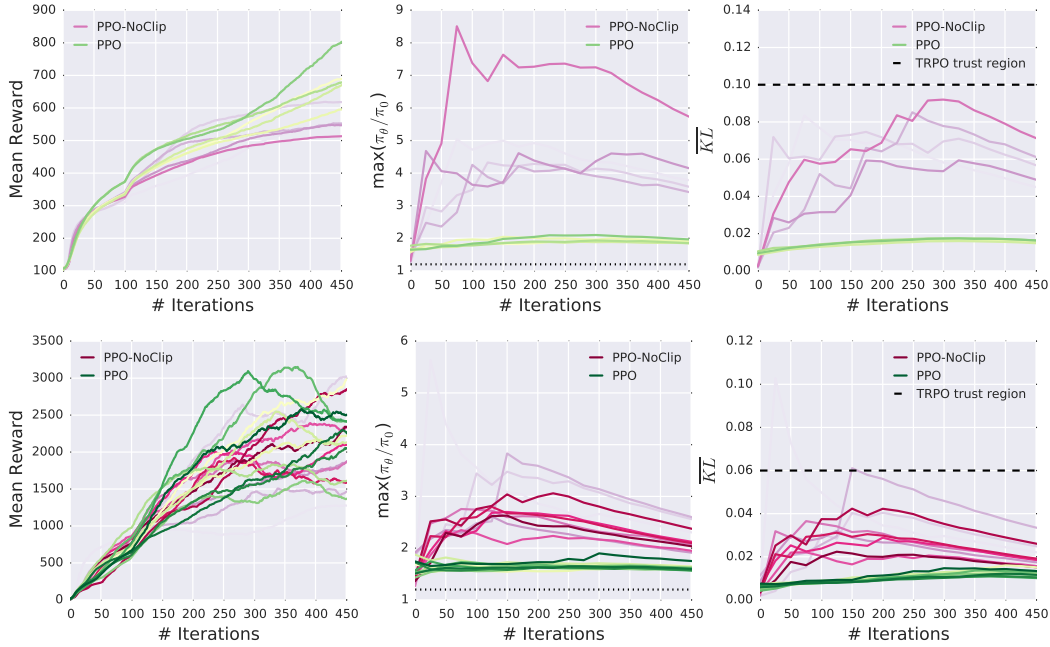 PPO-NoClip
PPO
Mean Reward
900
800
700
600
500
400
300
200
100
0 50 100 150 200 250 300 350 400 450
# Iterations
PPO-NoClip
PPO
max(π_θ/π_0)
9
8
7
6
5
4
3
2
1
0 50 100 150 200 250 300 350 400 450
# Iterations
PPO-NoClip
PPO
TRPO trust region
KL
0.14
0.12
0.10
0.08
0.06
0.04
0.02
0.00
0 50 100 150 200 250 300 350 400 450
# Iterations
PPO-NoClip
PPO
Mean Reward
3500
3000
2500
2000
1500
1000
500
0
0 50 100 150 200 250 300 350 400 450
# Iterations
PPO-NoClip
PPO
max(π_θ/π_0)
6
5
4
3
2
1
0 50 100 150 200 250 300 350 400 450
# Iterations
PPO-NoClip
PPO
TRPO trust region
KL
0.12
0.10
0.08
0.06
0.04
0.02
0.00
0 50 100 150 200 250 300 350 400 450
# Iterations